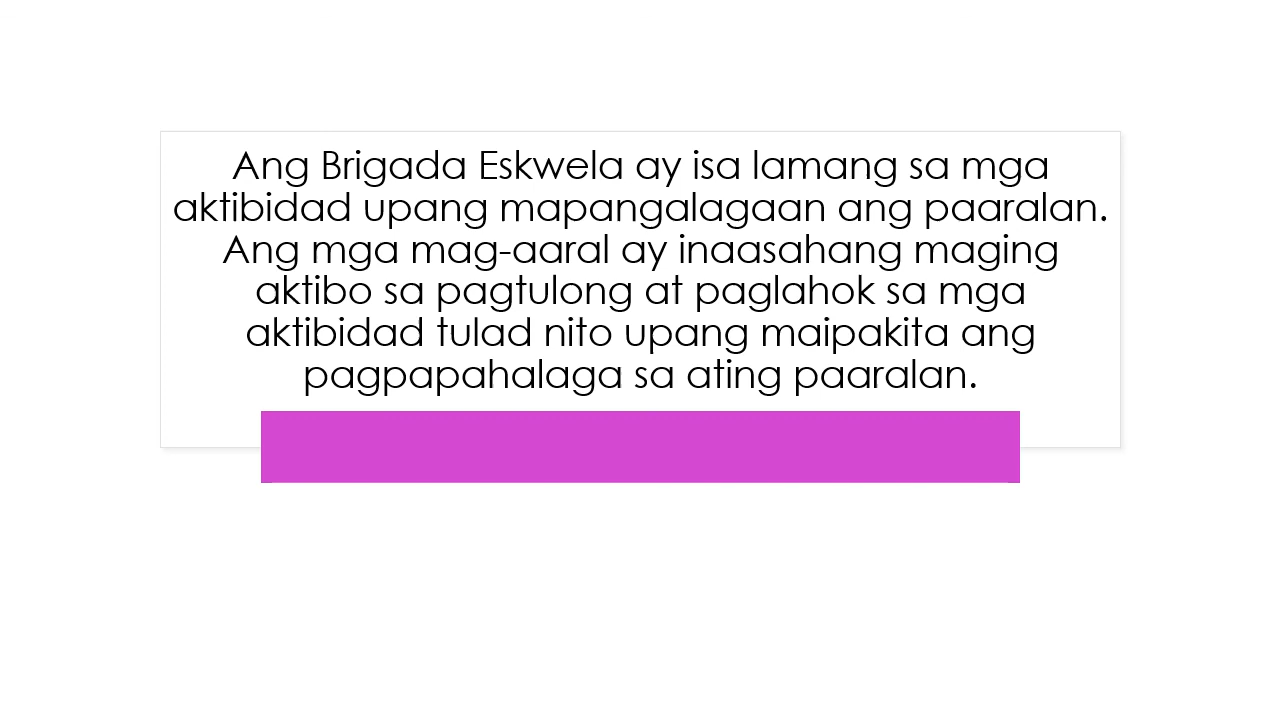 Ang Brigada Eskwela ay isa lamang sa mga
aktibidad upang mapangalagaan ang paaralan.
Ang mga mag-aaral ay inaasahang maging
aktibo sa pagtulong at paglahok sa mga
aktibidad tulad nito upang maipakita ang
pagpapahalaga sa ating paaralan.